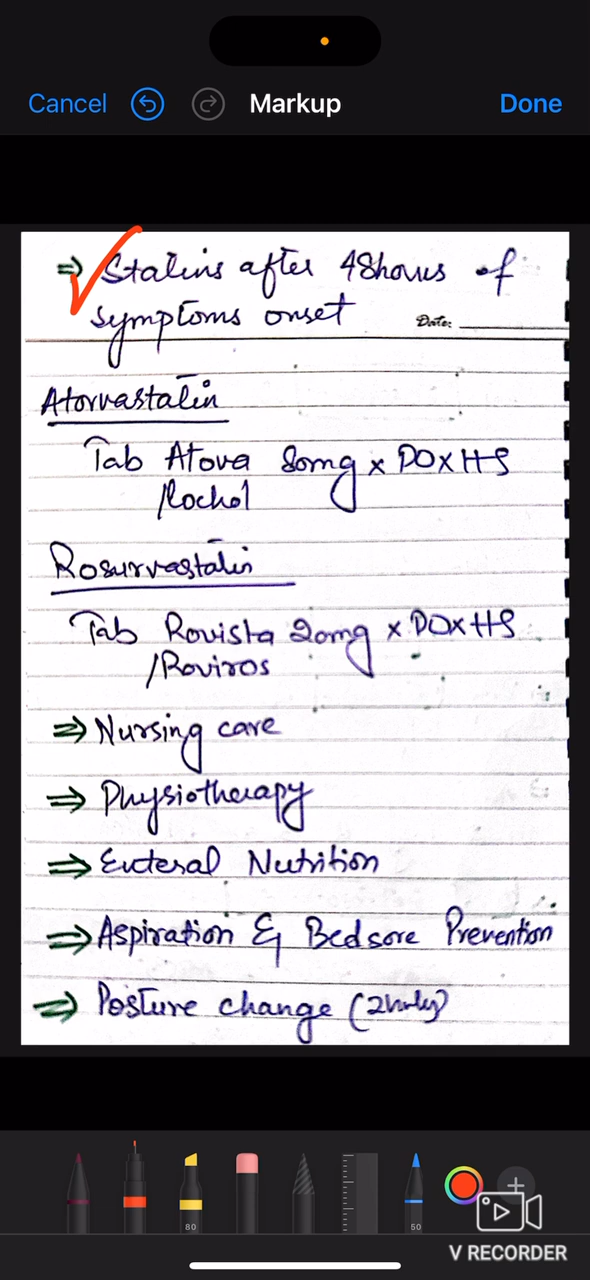 Cancel Markup Done
⇒ Statins after 48hours of
symptoms onset
Date:
Atorvastatin
Tab Atova 80mg x PO x HS
/Lochol
Rosurvastatin
Tab Rovista 20mg x PO x HS
/Roviros
⇒ Nursing care
⇒ Physiotherapy
⇒ Enteral Nutrition
⇒ Aspiration & Bedsore Prevention
⇒ Posture change (2hrly)
80
50
V RECORDER